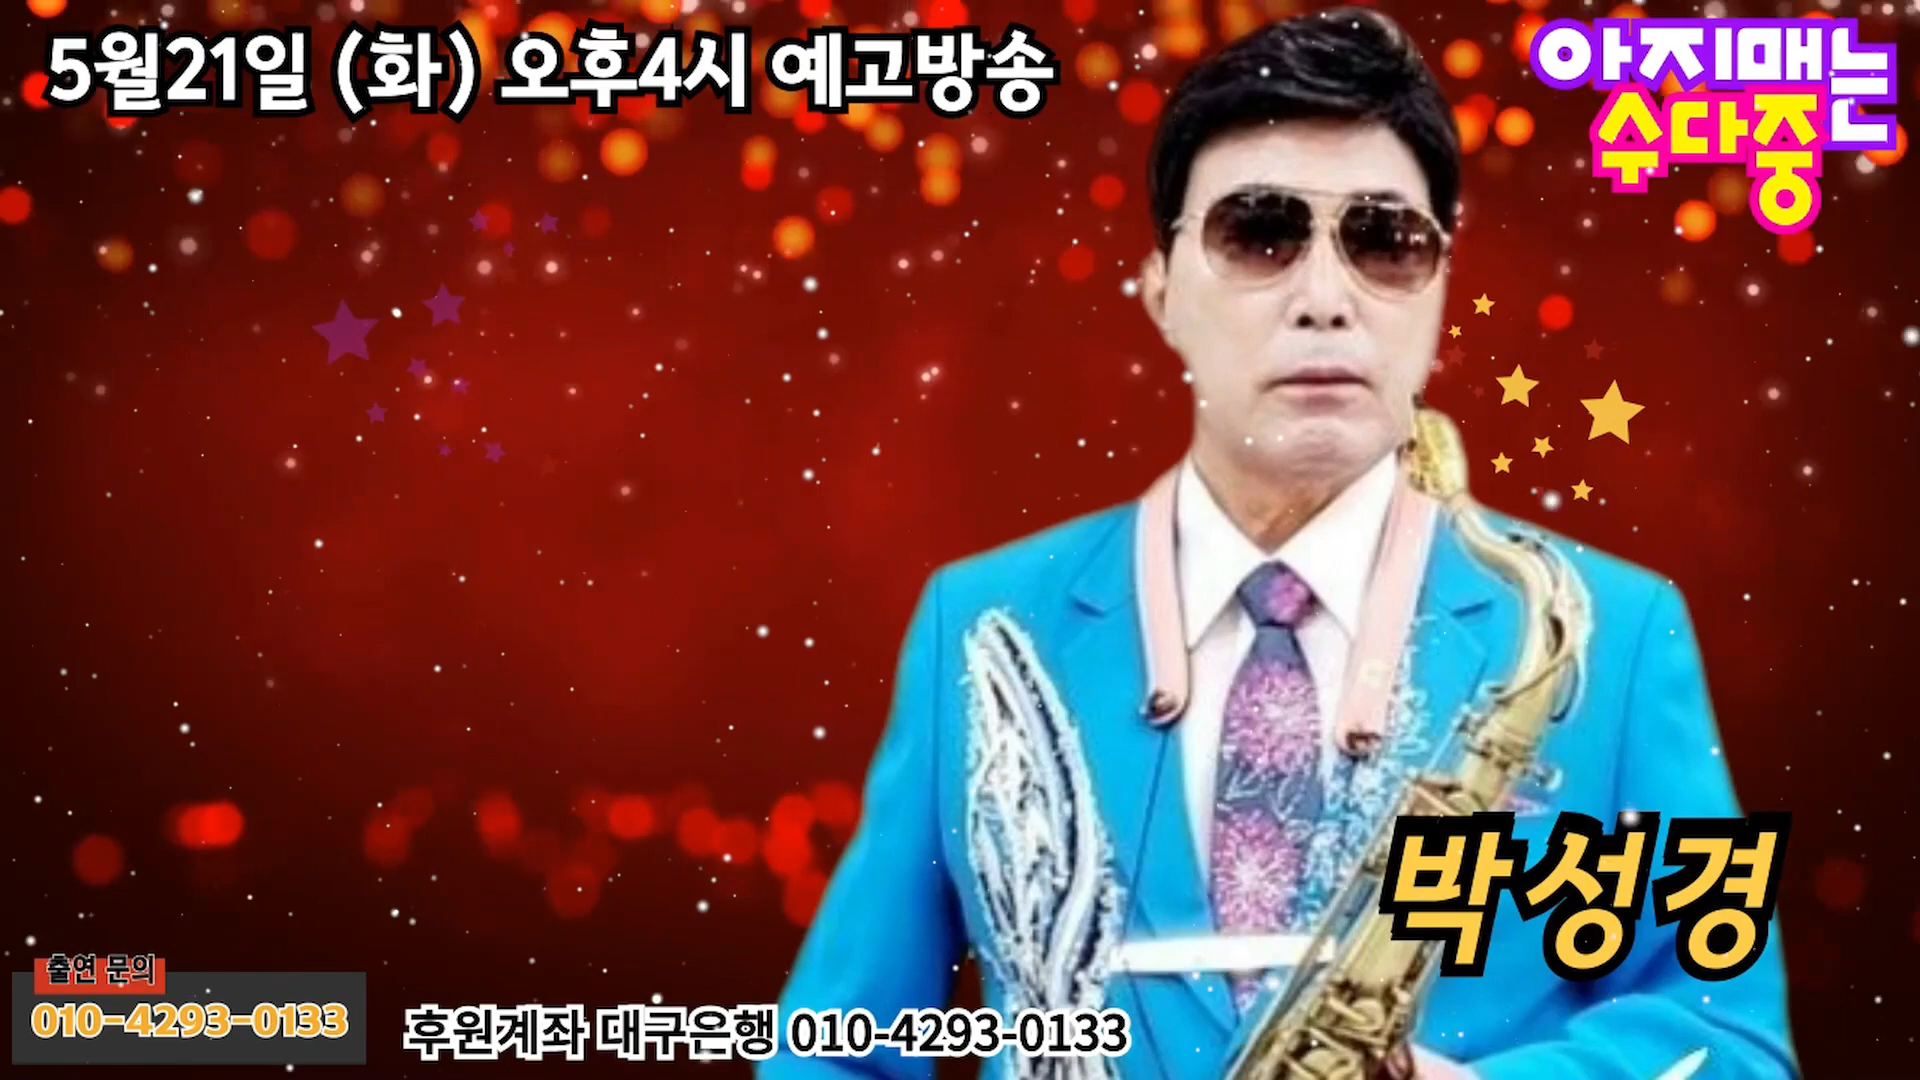 5월21일 (화) 오후4시 예고방송
아지매는
수다중
박성경
출연 문의
010-4293-0133
후원계좌 대구은행 010-4293-0133